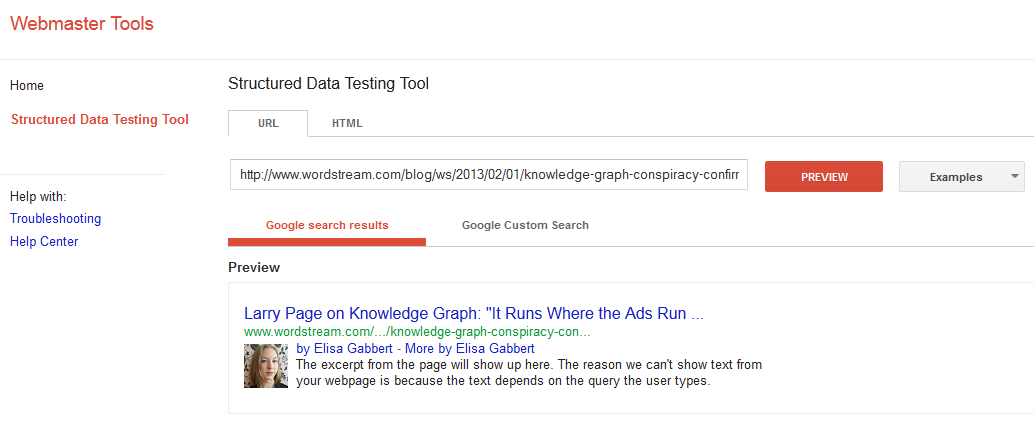 Webmaster Tools
Home
Structured Data Testing Tool
Help with:
Troubleshooting
Help Center
Structured Data Testing Tool
URL HTML
http://www.wordstream.com/blog/ws/2013/02/01/knowledge-graph-conspiracy-confirn PREVIEW Examples
Google search results Google Custom Search
Preview
Larry Page on Knowledge Graph: "It Runs Where the Ads Run ...
www.wordstream.com/.../knowledge-graph-conspiracy-con...
by Elisa Gabbert - More by Elisa Gabbert
The excerpt from the page will show up here. The reason we can't show text from
your webpage is because the text depends on the query the user types.